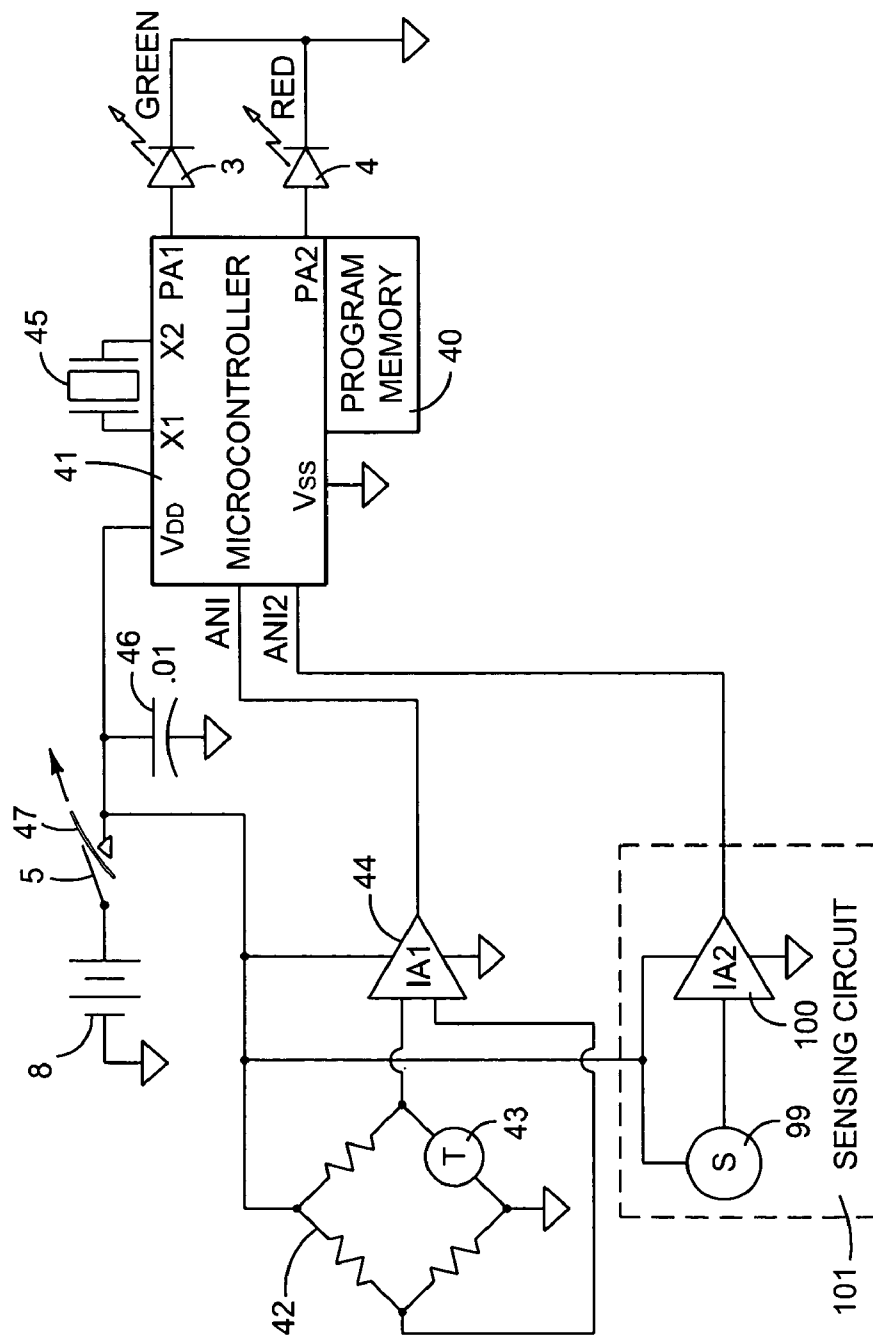 8
5
47
46
.01
VDD
41
X1
X2
45
PA1
GREEN
3
ANI
ANI2
MICROCONTROLLER
VSS
PA2
RED
4
PROGRAM
MEMORY
40
42
T
43
IA1
44
S
99
IA2
100
101
SENSING CIRCUIT